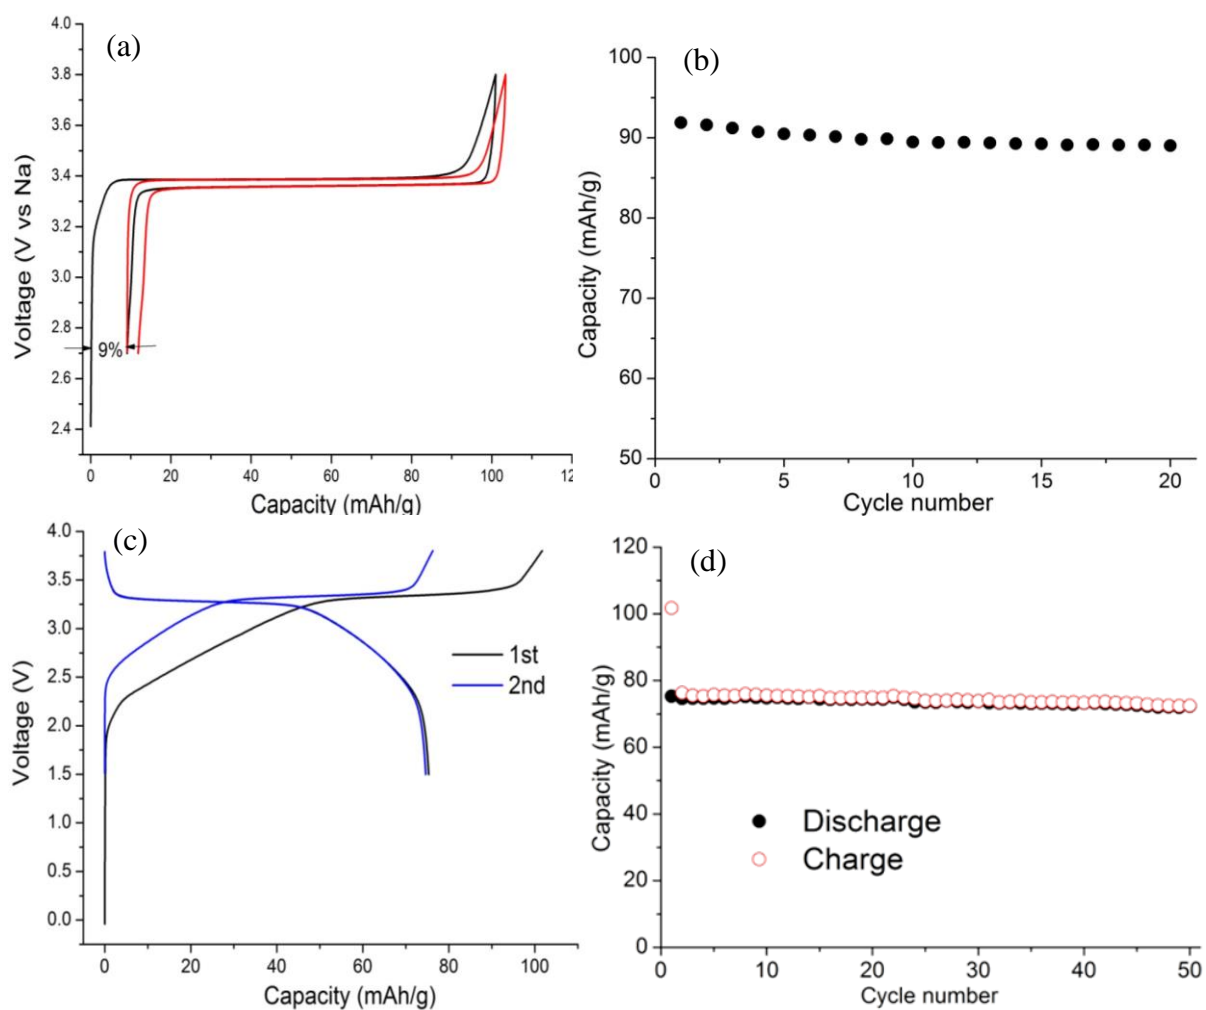 (a)
4.0
3.8
3.6
3.4
3.2
3.0
2.8
2.6
2.4
Voltage (V vs Na)
9%
0 20 40 60 80 100 12
Capacity (mAh/g)
(b)
100
90
80
70
60
50
Capacity (mAh/g)
0 5 10 15 20
Cycle number
(c)
4.0
3.5
3.0
2.5
2.0
1.5
1.0
0.5
0.0
Voltage (V)
1st
2nd
0 20 40 60 80 100
Capacity (mAh/g)
(d)
120
100
80
60
40
20
0
Capacity (mAh/g)
Discharge
Charge
0 10 20 30 40 50
Cycle number